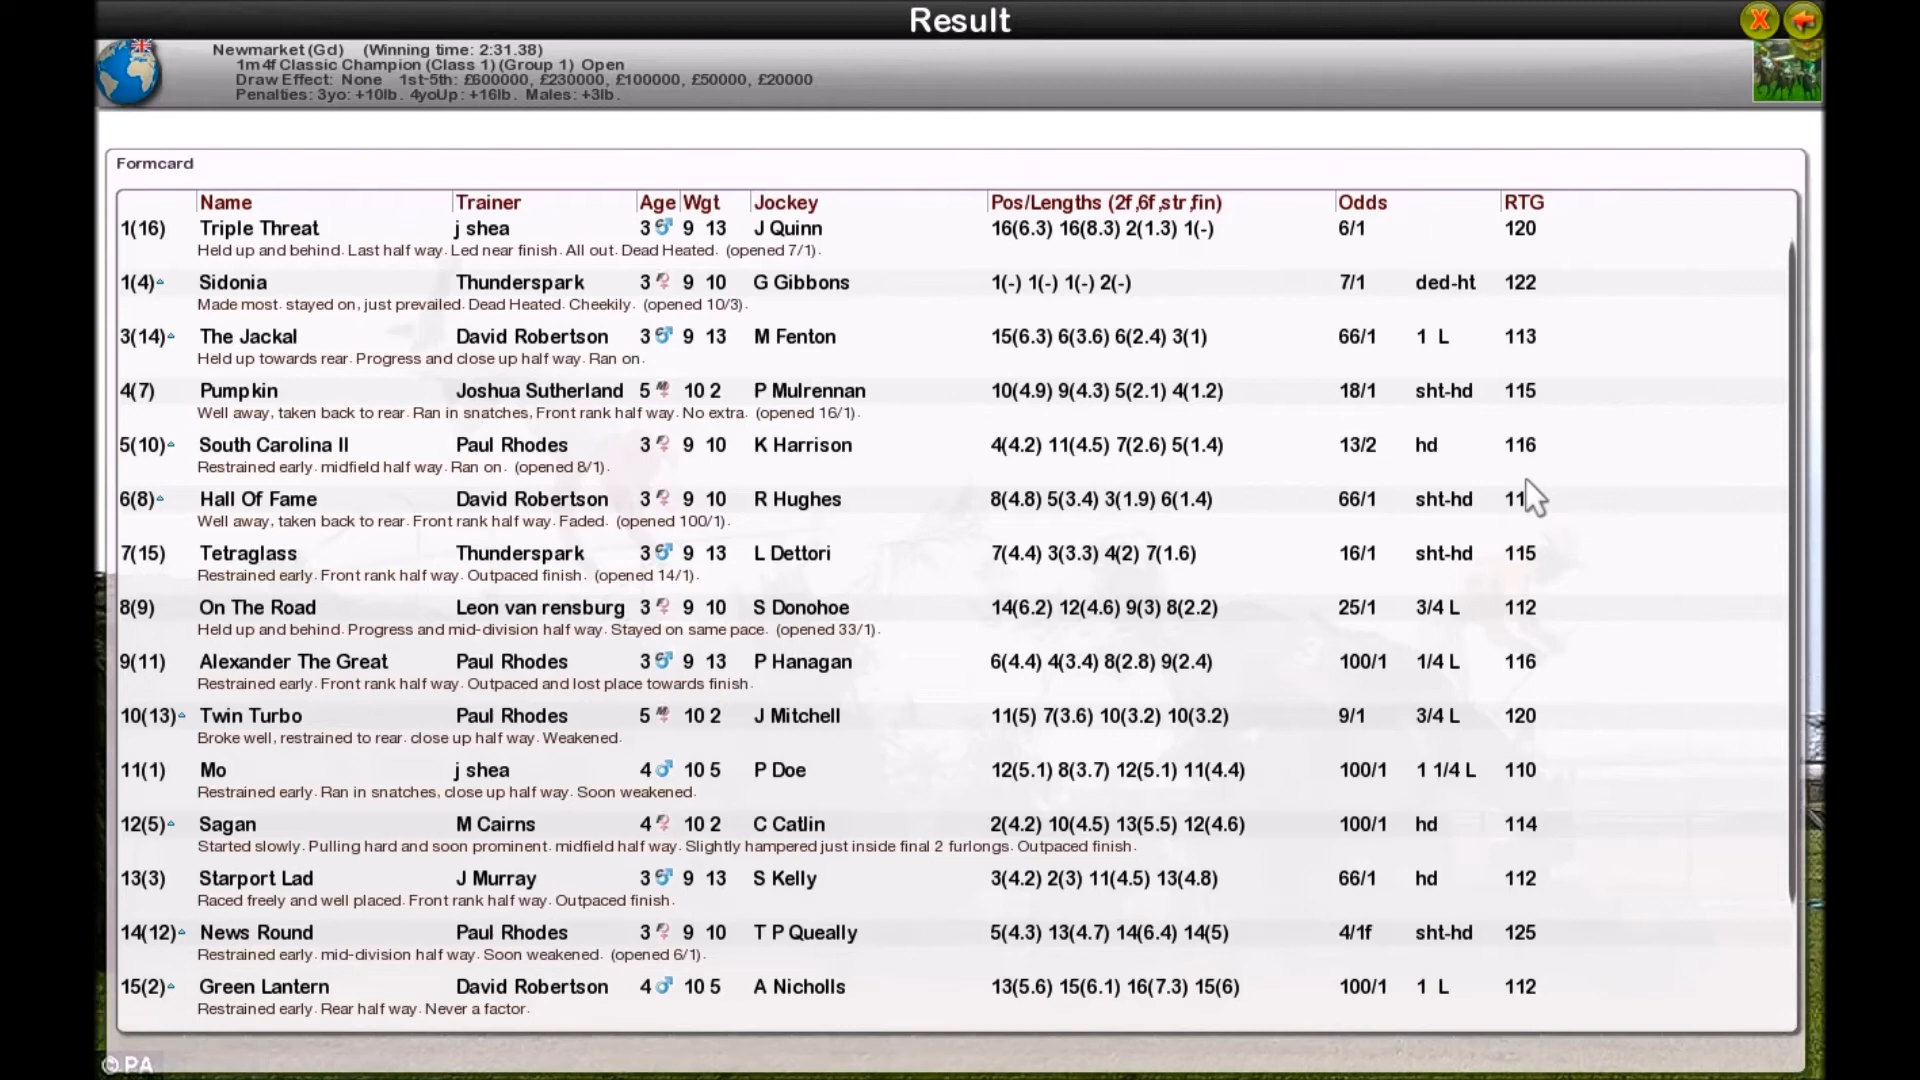 Result
Newmarket (Gd) (Winning time: 2:31.38)
1m4f Classic Champion (Class 1) (Group 1) Open
Draw Effect: None 1st-5th: £600000, £230000, £100000, £50000, £20000
Penalties: 3yo: +10lb. 4yoUp: +16lb. Males: +3lb.
Formcard
Name Trainer Age Wgt Jockey Pos/Lengths (2f,6f,str,fin) Odds RTG
1(16) Triple Threat j shea 3 9 13 J Quinn 16(6.3) 16(8.3) 2(1.3) 1(-) 6/1 120
Held up and behind. Last half way. Led near finish. All out. Dead Heated. (opened 7/1).
1(4) Sidonia Thunderspark 3 9 10 G Gibbons 1(-) 1(-) 1(-) 2(-) 7/1 ded-ht 122
Made most. stayed on, just prevailed. Dead Heated. Cheekily. (opened 10/3).
3(14) The Jackal David Robertson 3 9 13 M Fenton 15(6.3) 6(3.6) 6(2.4) 3(1) 66/1 1 L 113
Held up towards rear. Progress and close up half way. Ran on.
4(7) Pumpkin Joshua Sutherland 5 10 2 P Mulrennan 10(4.9) 9(4.3) 5(2.1) 4(1.2) 18/1 sht-hd 115
Well away, taken back to rear. Ran in snatches, Front rank half way. No extra. (opened 16/1).
5(10) South Carolina II Paul Rhodes 3 9 10 K Harrison 4(4.2) 11(4.5) 7(2.6) 5(1.4) 13/2 hd 116
Restrained early. midfield half way. Ran on. (opened 8/1).
6(8) Hall Of Fame David Robertson 3 9 10 R Hughes 8(4.8) 5(3.4) 3(1.9) 6(1.4) 66/1 sht-hd
Well away, taken back to rear. Front rank half way. Faded. (opened 100/1).
7(15) Tetraglass Thunderspark 3 9 13 L Dettori 7(4.4) 3(3.3) 4(2) 7(1.6) 16/1 sht-hd 115
Restrained early. Front rank half way. Outpaced finish. (opened 14/1).
8(9) On The Road Leon van rensburg 3 9 10 S Donohoe 14(6.2) 12(4.6) 9(3) 8(2.2) 25/1 3/4 L 112
Held up and behind. Progress and mid-division half way. Stayed on same pace. (opened 33/1).
9(11) Alexander The Great Paul Rhodes 3 9 13 P Hanagan 6(4.4) 4(3.4) 8(2.8) 9(2.4) 100/1 1/4 L 116
Restrained early. Front rank half way. Outpaced and lost place towards finish.
10(13) Twin Turbo Paul Rhodes 5 10 2 J Mitchell 11(5) 7(3.6) 10(3.2) 10(3.2) 9/1 3/4 L 120
Broke well, restrained to rear. close up half way. Weakened.
11(1) Mo j shea 4 10 5 P Doe 12(5.1) 8(3.7) 12(5.1) 11(4.4) 100/1 1 1/4 L 110
Restrained early. Ran in snatches, close up half way. Soon weakened.
12(5) Sagan M Cairns 4 10 2 C Catlin 2(4.2) 10(4.5) 13(5.5) 12(4.6) 100/1 hd 114
Started slowly. Pulling hard and soon prominent. midfield half way. Slightly hampered just inside final 2 furlongs. Outpaced finish.
13(3) Starport Lad J Murray 3 9 13 S Kelly 3(4.2) 2(3) 11(4.5) 13(4.8) 66/1 hd 112
Raced freely and well placed. Front rank half way. Outpaced finish.
14(12) News Round Paul Rhodes 3 9 10 T P Queally 5(4.3) 13(4.7) 14(6.4) 14(5) 4/1f sht-hd 125
Restrained early. mid-division half way. Soon weakened. (opened 6/1).
15(2) Green Lantern David Robertson 4 10 5 A Nicholls 13(5.6) 15(6.1) 16(7.3) 15(6) 100/1 1 L 112
Restrained early. Rear half way. Never a factor.
© PA